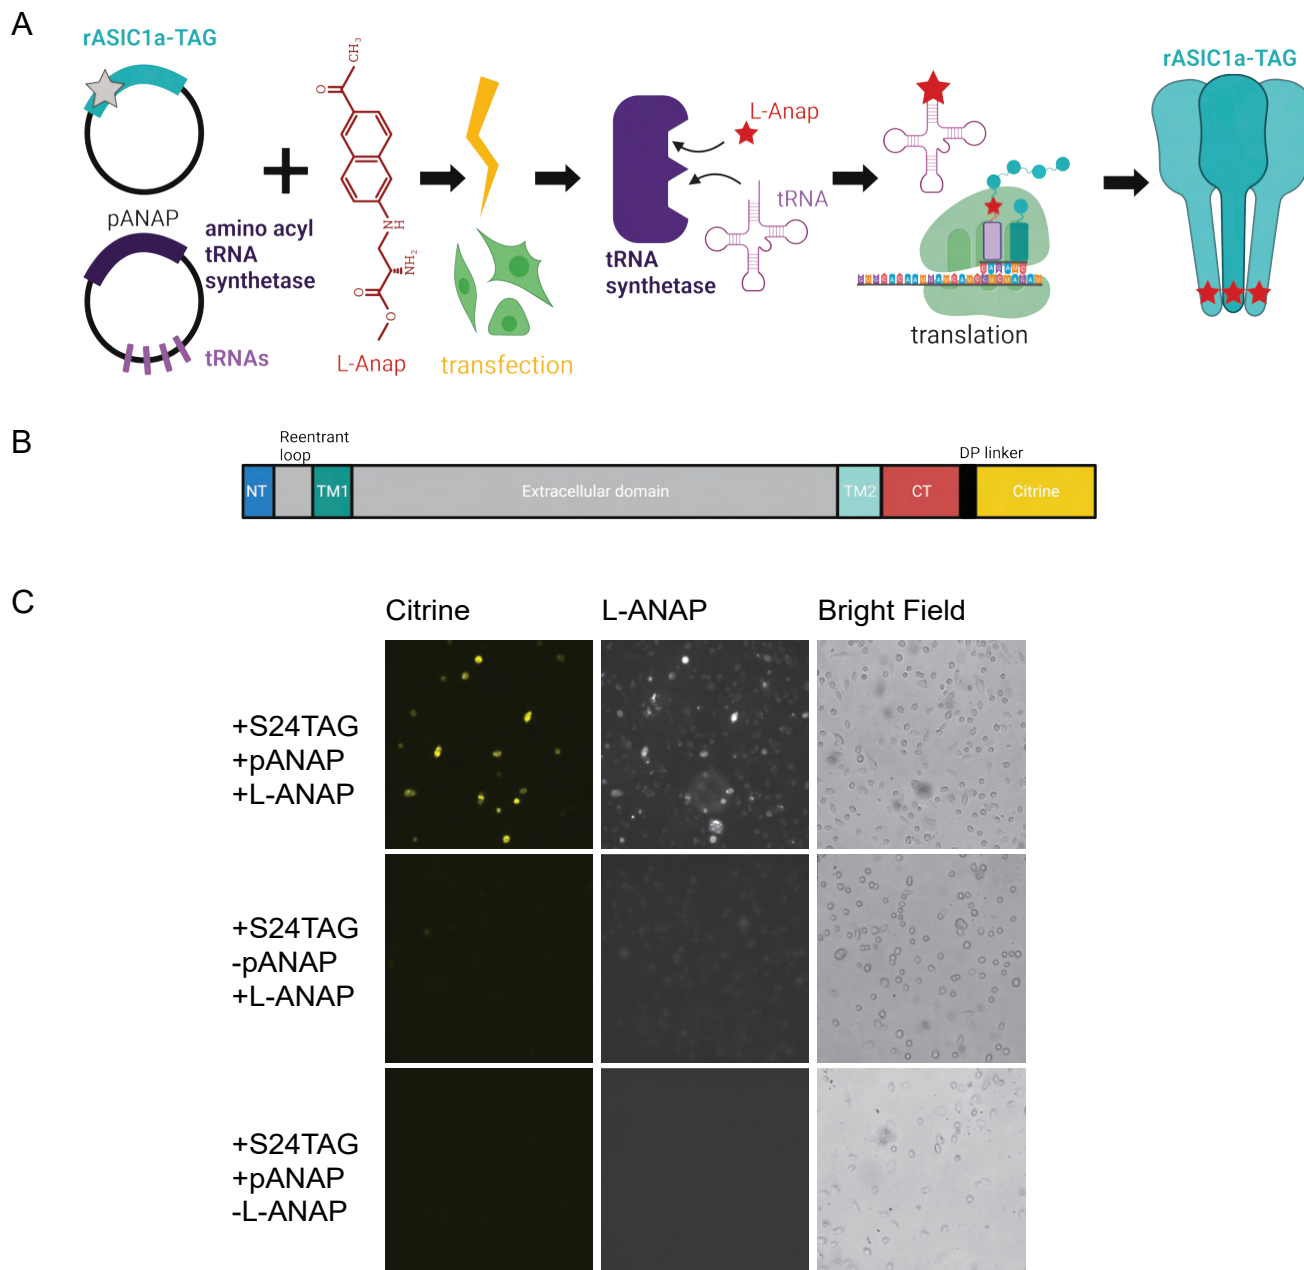 A
rASIC1a-TAG
pANAP
amino acyl
tRNA
synthetase
tRNAs
CH3
O
N
H
NH2
O
O
L-Anap
transfection
L-Anap
tRNA
tRNA
synthetase
translation
rASIC1a-TAG
B
Reentrant
loop
DP linker
NT
TM1
Extracellular domain
TM2
CT
Citrine
C
Citrine
L-ANAP
Bright Field
+S24TAG
+pANAP
+L-ANAP
+S24TAG
-pANAP
+L-ANAP
+S24TAG
+pANAP
-L-ANAP